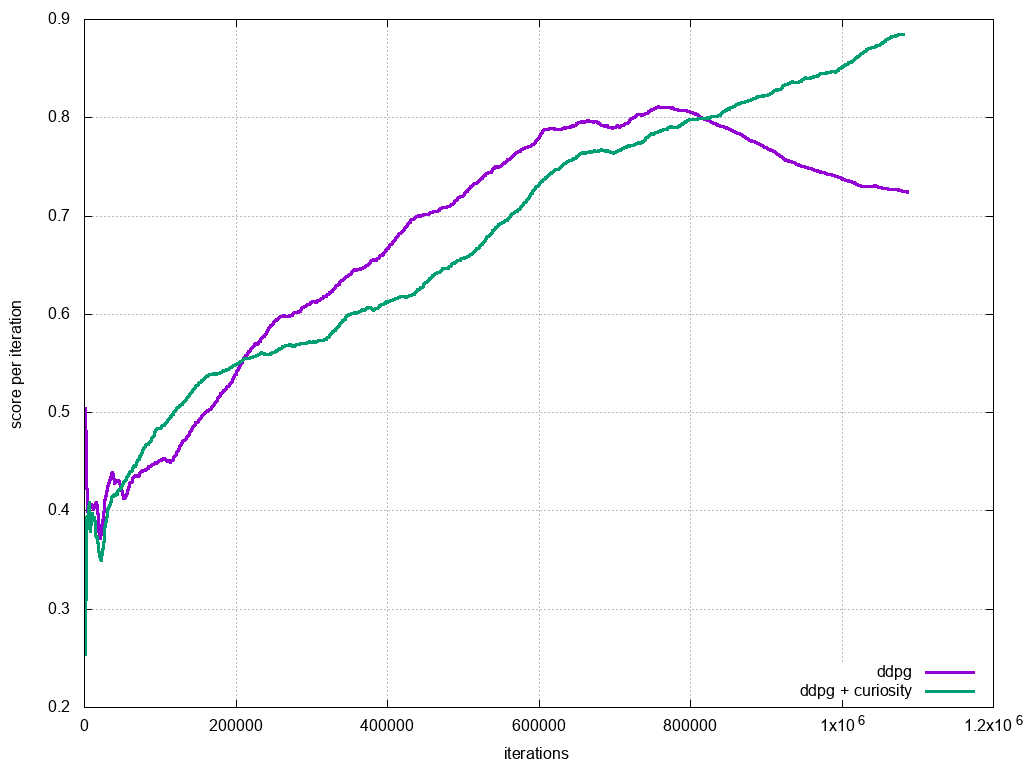 0.9
0.8
0.7
0.6
0.5
0.4
0.3
0.2
score per iteration
ddpg
ddpg + curiosity
0 200000 400000 600000 800000 1x10^6 1.2x10^6
iterations